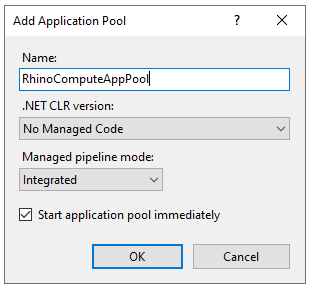 Add Application Pool
Name:
RhinoComputeAppPool
.NET CLR version:
No Managed Code
Managed pipeline mode:
Integrated
Start application pool immediately
OK Cancel